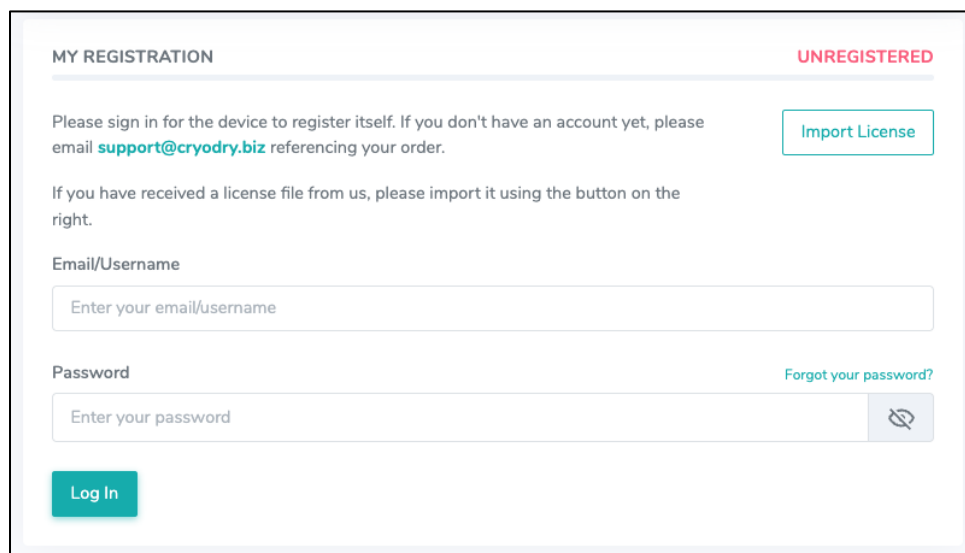 MY REGISTRATION
UNREGISTERED
Please sign in for the device to register itself. If you don't have an account yet, please
email support@cryodry.biz referencing your order.
Import License
If you have received a license file from us, please import it using the button on the
right.
Email/Username
Enter your email/username
Password
Forgot your password?
Enter your password
Log In